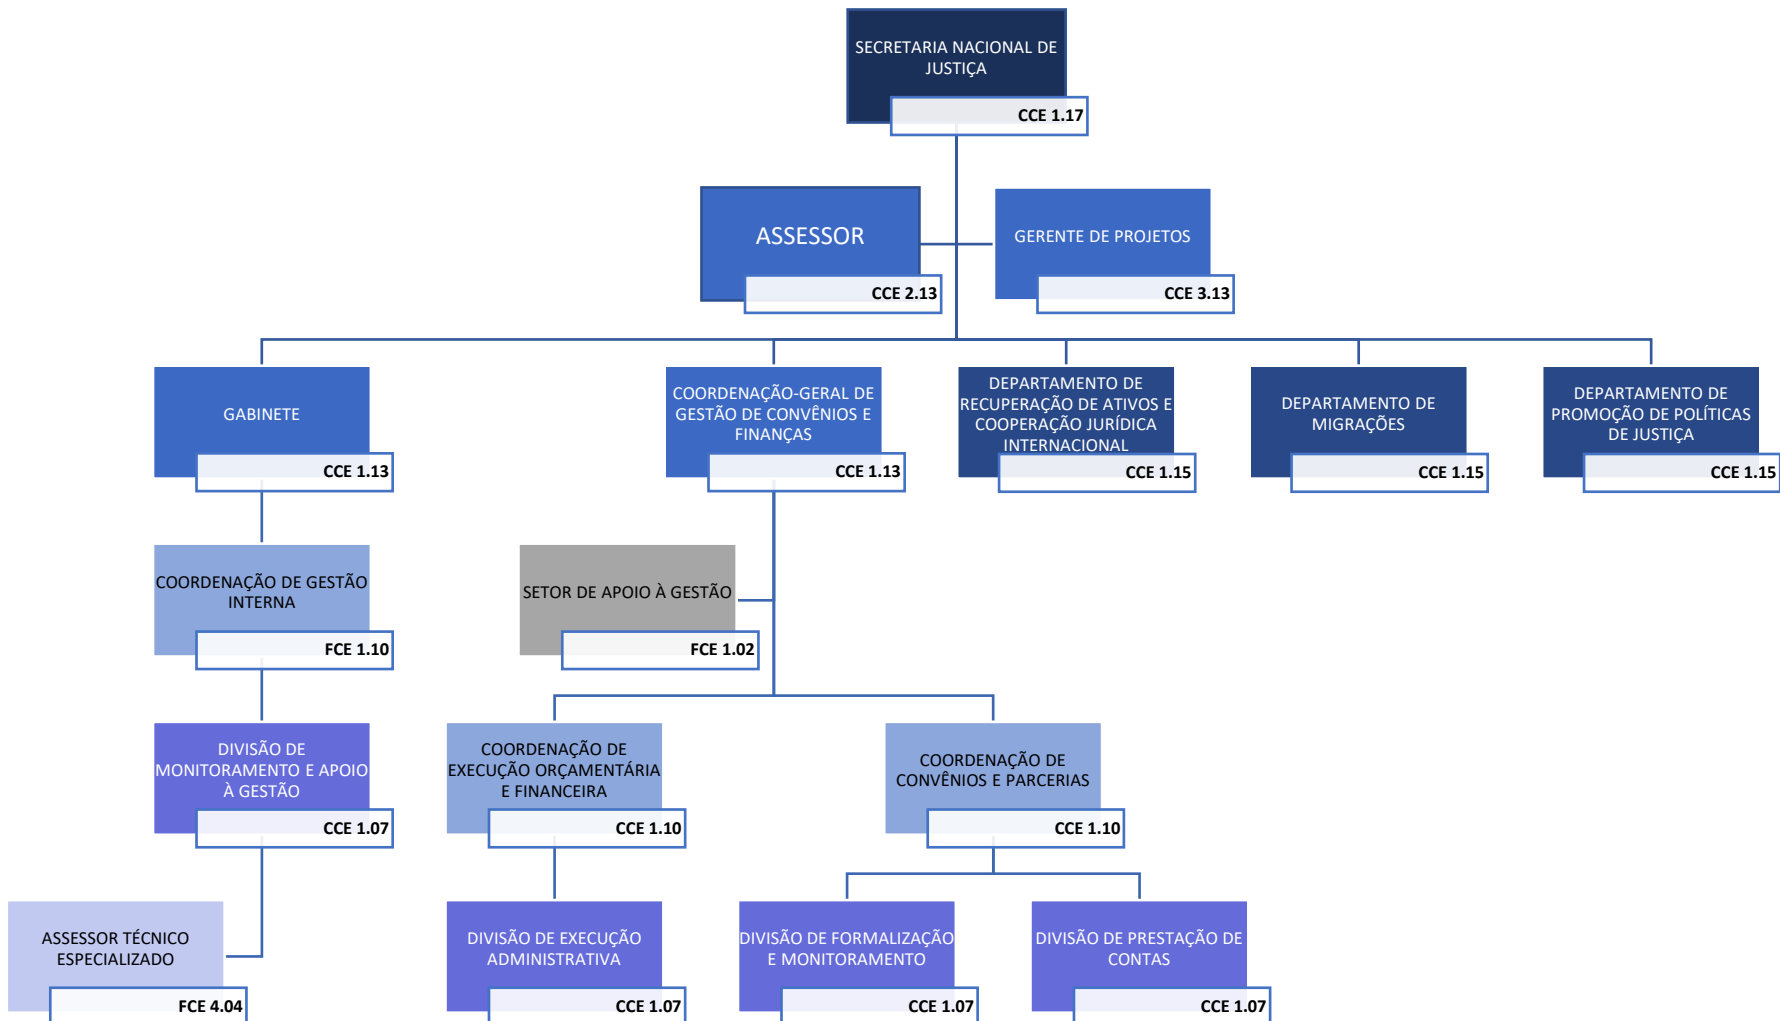 SECRETARIA NACIONAL DE
JUSTIÇA
CCE 1.17
ASSESSOR
CCE 2.13
GERENTE DE PROJETOS
CCE 3.13
GABINETE
CCE 1.13
COORDENAÇÃO-GERAL DE
GESTÃO DE CONVÊNIOS E
FINANÇAS
CCE 1.13
DEPARTAMENTO DE
RECUPERAÇÃO DE ATIVOS E
COOPERAÇÃO JURÍDICA
INTERNACIONAL
CCE 1.15
DEPARTAMENTO DE
MIGRAÇÕES
CCE 1.15
DEPARTAMENTO DE
PROMOÇÃO DE POLÍTICAS
DE JUSTIÇA
CCE 1.15
COORDENAÇÃO DE GESTÃO
INTERNA
FCE 1.10
SETOR DE APOIO À GESTÃO
FCE 1.02
DIVISÃO DE
MONITORAMENTO E APOIO
À GESTÃO
CCE 1.07
COORDENAÇÃO DE
EXECUÇÃO ORÇAMENTÁRIA
E FINANCEIRA
CCE 1.10
COORDENAÇÃO DE
CONVÊNIOS E PARCERIAS
CCE 1.10
ASSESSOR TÉCNICO
ESPECIALIZADO
FCE 4.04
DIVISÃO DE EXECUÇÃO
ADMINISTRATIVA
CCE 1.07
DIVISÃO DE FORMALIZAÇÃO
E MONITORAMENTO
CCE 1.07
DIVISÃO DE PRESTAÇÃO DE
CONTAS
CCE 1.07